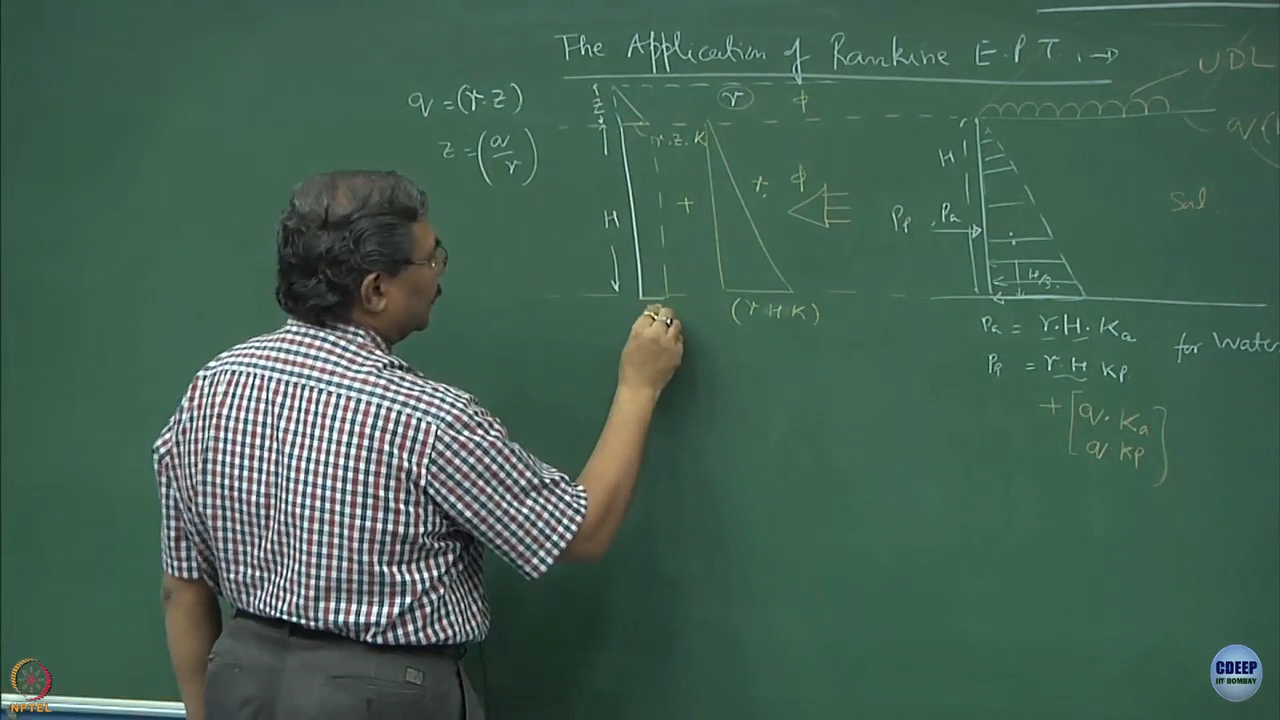 The Application of Rankine E.P.T. →
UDL
q = (γ.z)
z
γ
φ
z = (q/γ)
γ.z.K
H
+
+
φ
H
Pp, Pa
H/3
(γ H K)
Pa = γ.H.Ka
for Water
Pp = γ.H Kp
+ [q.Ka
q.Kp]
NPTEL
CDEEP
IIT BOMBAY